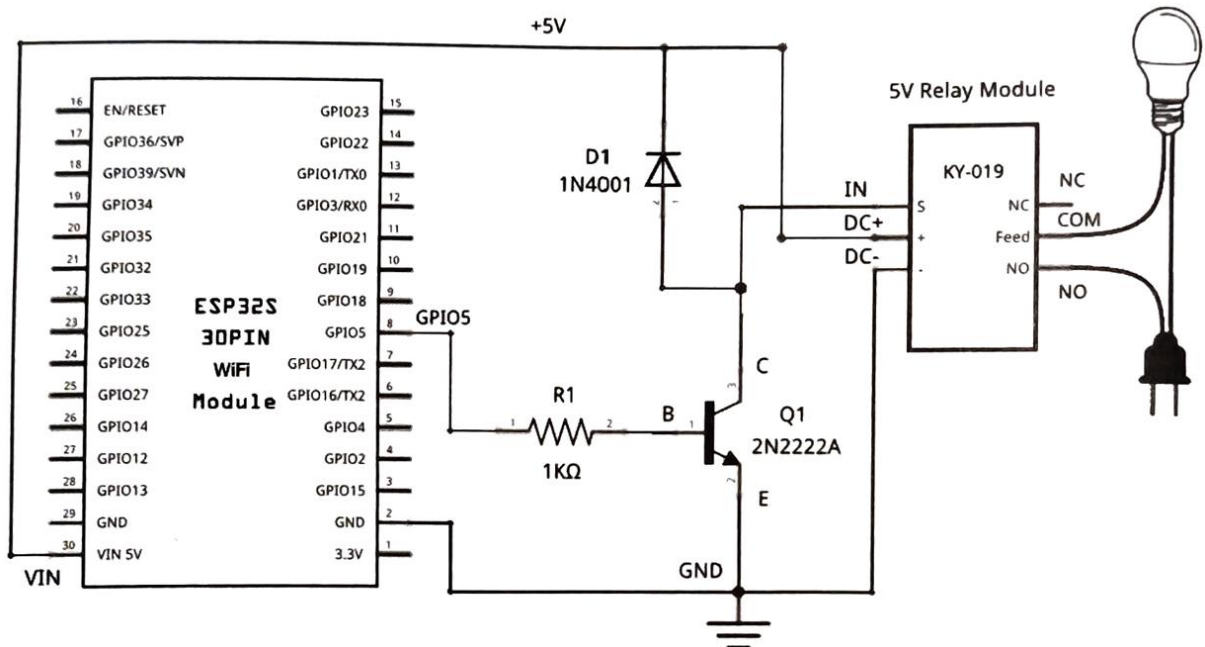 +5V
16 EN/RESET
17 GPIO36/SVP
18 GPIO39/SVN
19 GPIO34
20 GPIO35
21 GPIO32
22 GPIO33
23 GPIO25
24 GPIO26
25 GPIO27
26 GPIO14
27 GPIO12
28 GPIO13
29 GND
30 VIN 5V
VIN
ESP32S
30PIN
WiFi
Module
GPIO23 15
GPIO22 14
GPIO1/TX0 13
GPIO3/RX0 12
GPIO21 11
GPIO19 10
GPIO18 9
GPIO5 8
GPIO17/TX2 7
GPIO16/TX2 6
GPIO4 5
GPIO2 4
GPIO15 3
GND 2
3.3V 1
GPIO5
R1
1 2
1KΩ
D1
1N4001
2 1
B 1
C
3
Q1
2N2222A
2
E
GND
5V Relay Module
KY-019
IN S
DC+ +
DC- -
NC NC
Feed COM
NO
NO